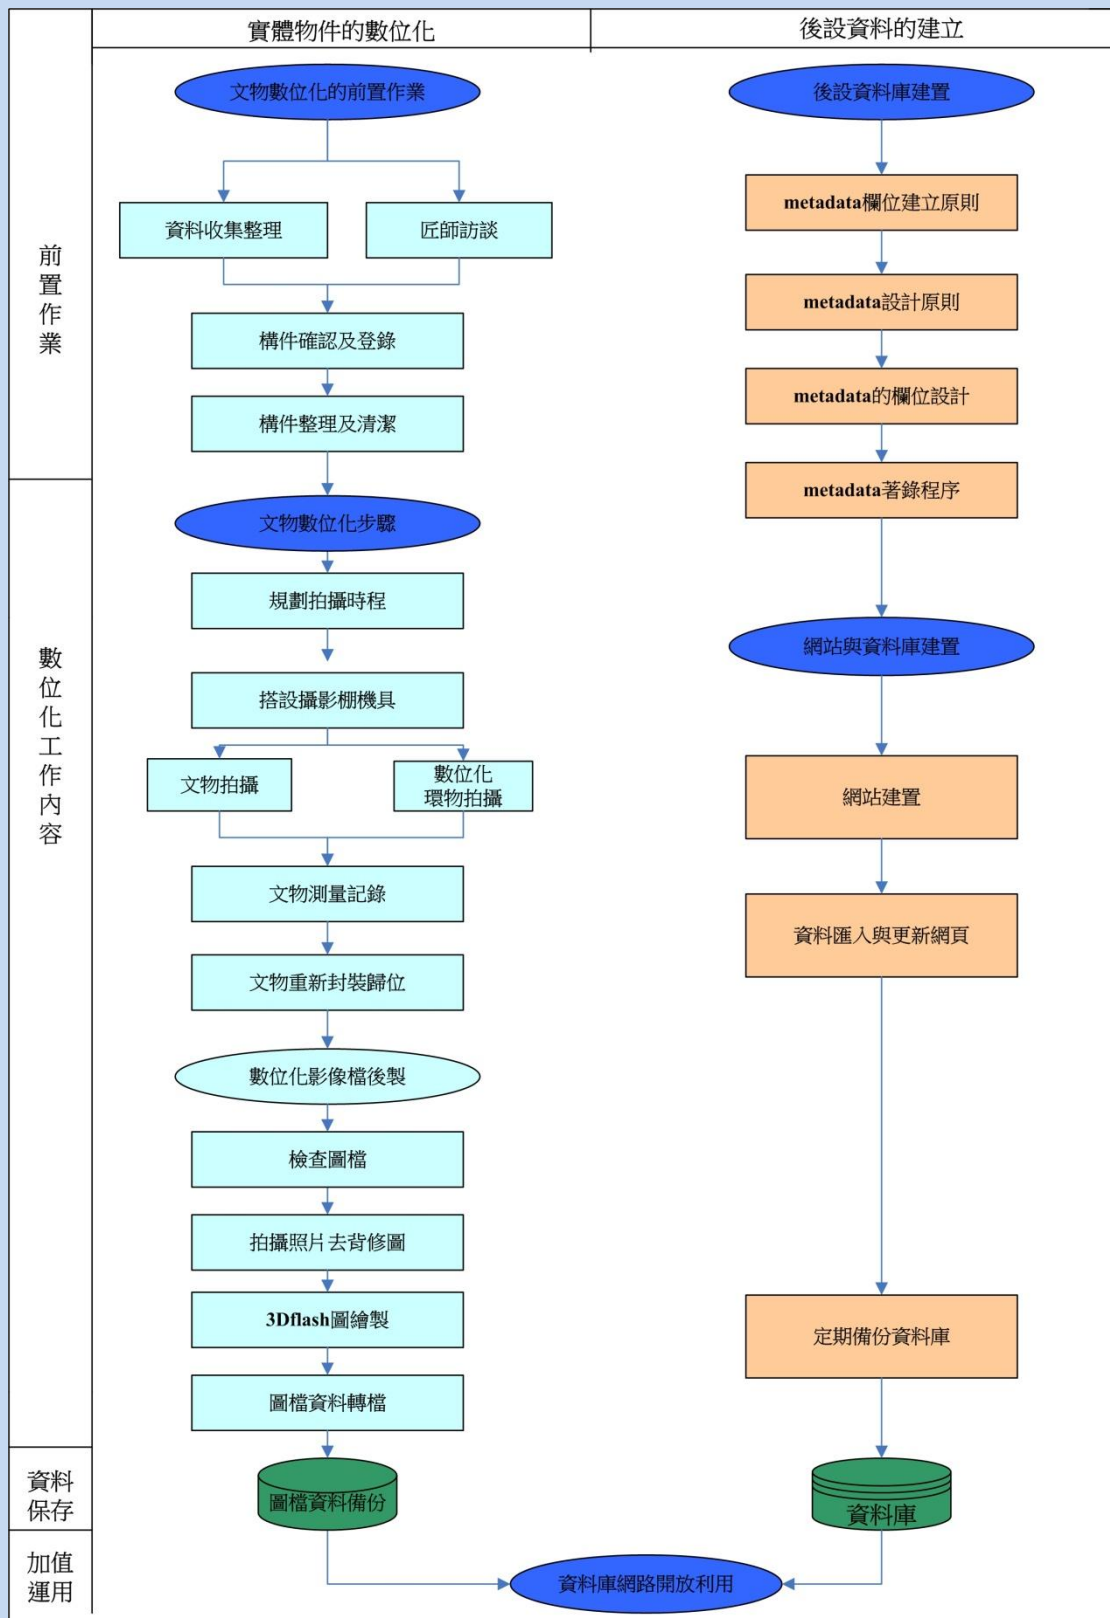 實體物件的數位化
後設資料的建立
前置作業
文物數位化的前置作業
資料收集整理
匠師訪談
構件確認及登錄
構件整理及清潔
後設資料庫建置
metadata欄位建立原則
metadata設計原則
metadata的欄位設計
metadata著錄程序
數位化工作內容
文物數位化步驟
規劃拍攝時程
搭設攝影棚機具
文物拍攝
數位化
環物拍攝
文物測量記錄
文物重新封裝歸位
數位化影像檔後製
檢查圖檔
拍攝照片去背修圖
3Dflash圖繪製
圖檔資料轉檔
網站與資料庫建置
網站建置
資料匯入與更新網頁
定期備份資料庫
資料
保存
圖檔資料備份
資料庫
加值
運用
資料庫網路開放利用